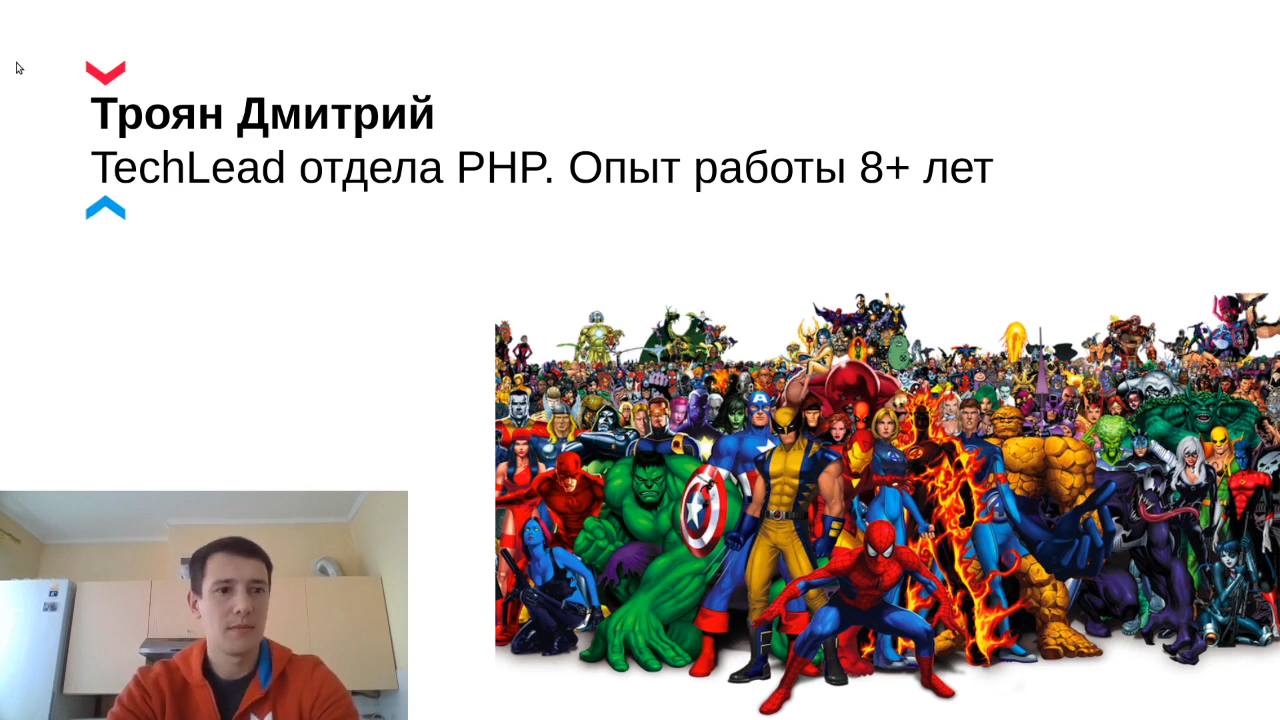 Троян Дмитрий
TechLead отдела PHP. Опыт работы 8+ лет